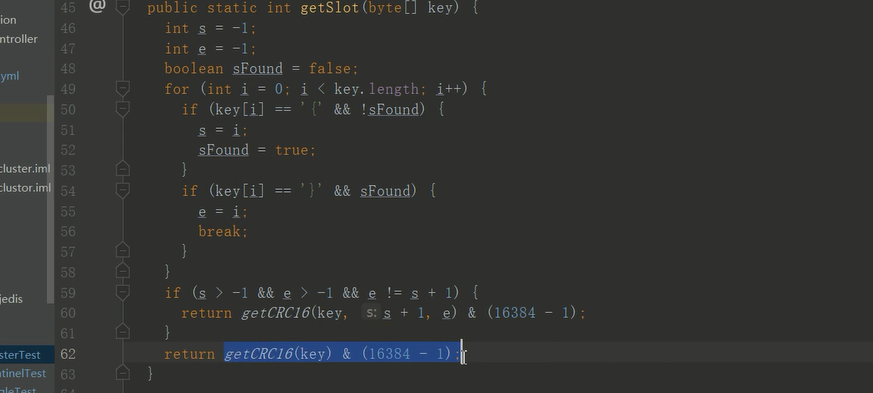 45 @ public static int getSlot(byte[] key) {
ion
46 int s = -1;
ntroller
47 int e = -1;
48 boolean sFound = false;
yml
49 for (int i = 0; i < key.length; i++) {
50 if (key[i] == '{' && !sFound) {
51 s = i;
52 sFound = true;
cluster.iml
53 }
clustor.iml
54 if (key[i] == '}' && sFound) {
55 e = i;
56 break;
57 }
58 }
59 if (s > -1 && e > -1 && e != s + 1) {
jedis
60 return getCRC16(key, s: s + 1, e) & (16384 - 1);
61 }
sterTest
62 return getCRC16(key) & (16384 - 1);
ntinelTest
63 }
gleTest